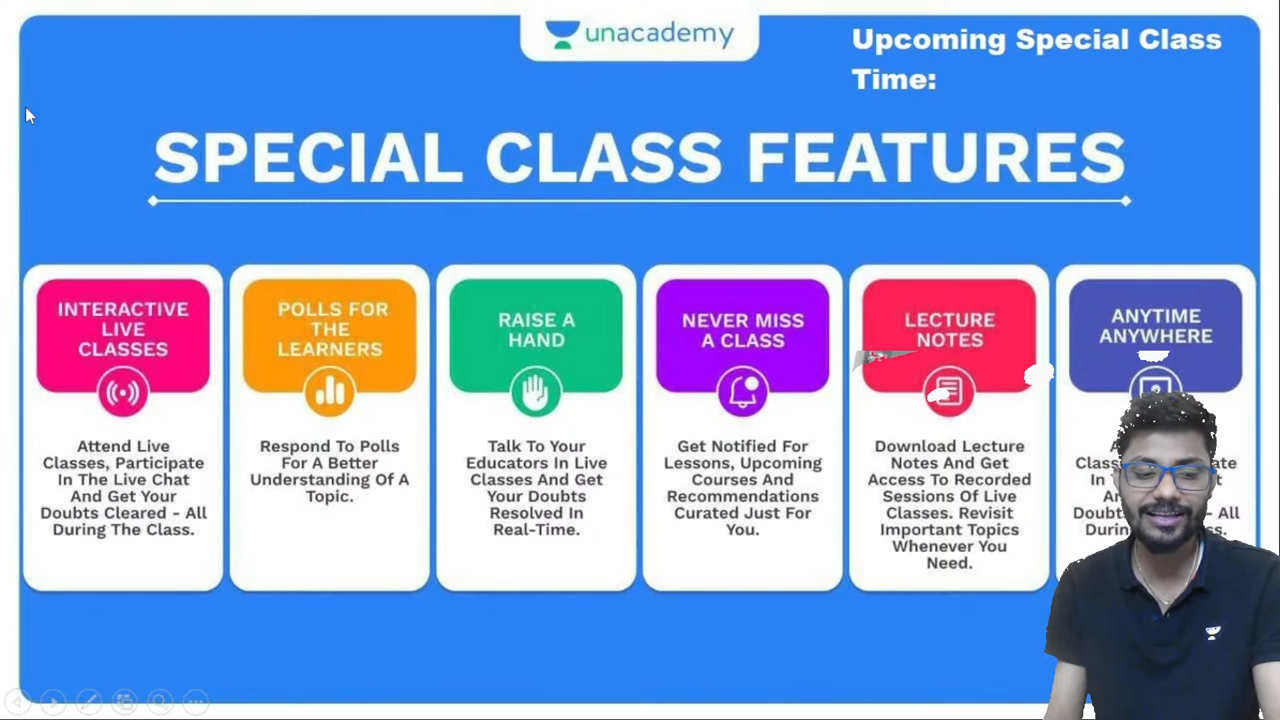 unacademy
Upcoming Special Class
Time:
SPECIAL CLASS FEATURES
INTERACTIVE
LIVE
CLASSES
Attend Live
Classes, Participate
In The Live Chat
And Get Your
Doubts Cleared - All
During The Class.
POLLS FOR
THE
LEARNERS
Respond To Polls
For A Better
Understanding Of A
Topic.
RAISE A
HAND
Talk To Your
Educators In Live
Classes And Get
Your Doubts
Resolved In
Real-Time.
NEVER MISS
A CLASS
Get Notified For
Lessons, Upcoming
Courses And
Recommendations
Curated Just For
You.
LECTURE
NOTES
Download Lecture
Notes And Get
Access To Recorded
Sessions Of Live
Classes. Revisit
Important Topics
Whenever You
Need.
ANYTIME
ANYWHERE
In
- All